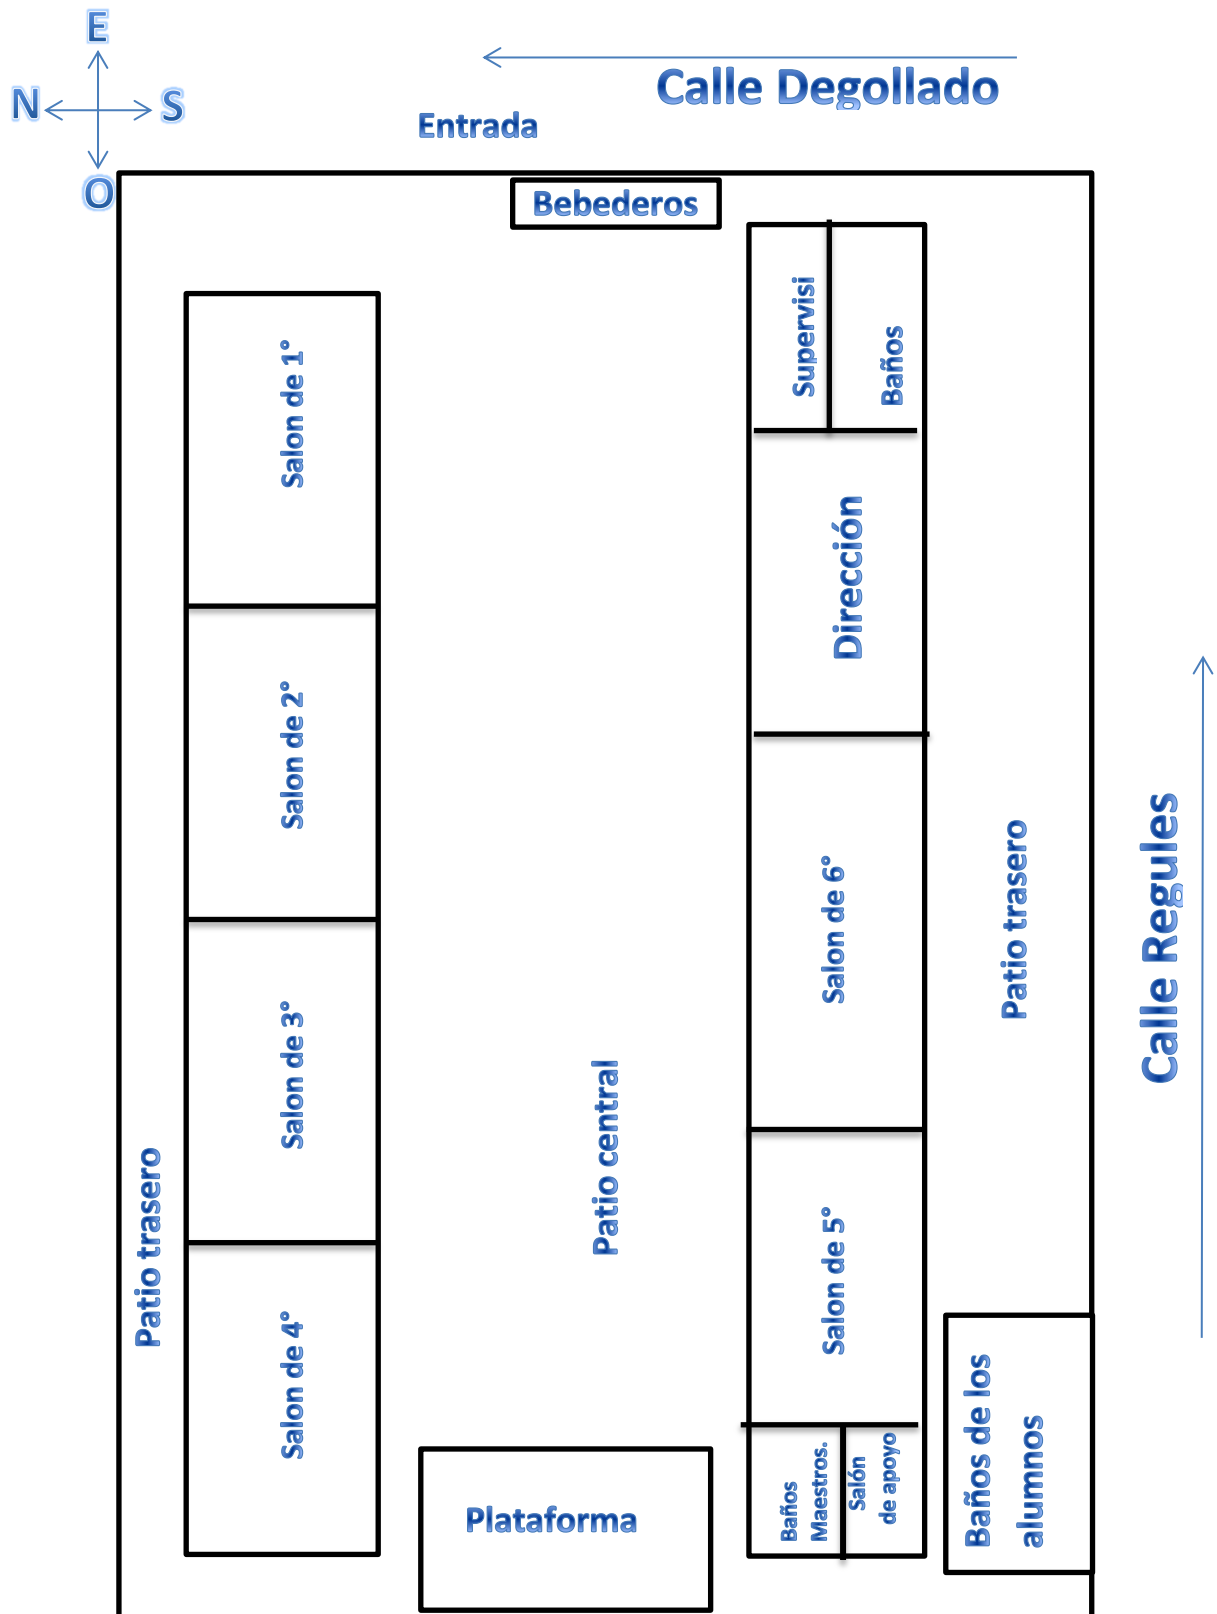 E
N
S
O
Calle Degollado
Entrada
Bebederos
Supervisi
Baños
Salon de 1°
Dirección
Salon de 2°
Salon de 6°
Patio trasero
Calle Regules
Salon de 3°
Patio central
Patio trasero
Salon de 5°
Salon de 4°
Baños de los
alumnos
Baños
Maestros.
Salón
de apoyo
Plataforma